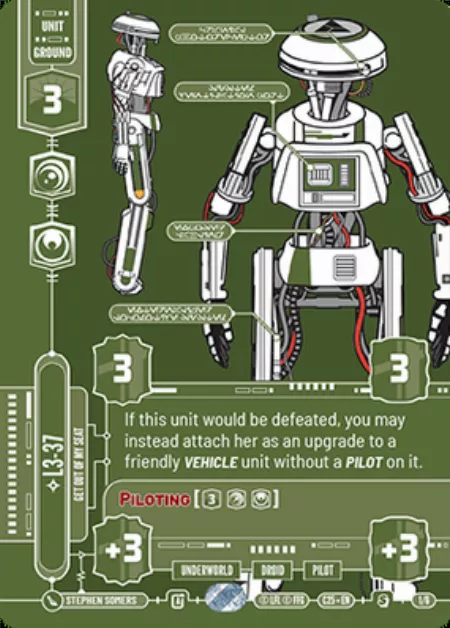 UNIT
GROUND
3
3
3
If this unit would be defeated, you may
instead attach her as an upgrade to a
friendly VEHICLE unit without a PILOT on it.
L3-37
GET OUT OF MY SEAT
PILOTING [3]
+3
+3
UNDERWORLD
DROID
PILOT
STEPHEN SOMERS
© LFL © FFG
C25 • EN
1/6